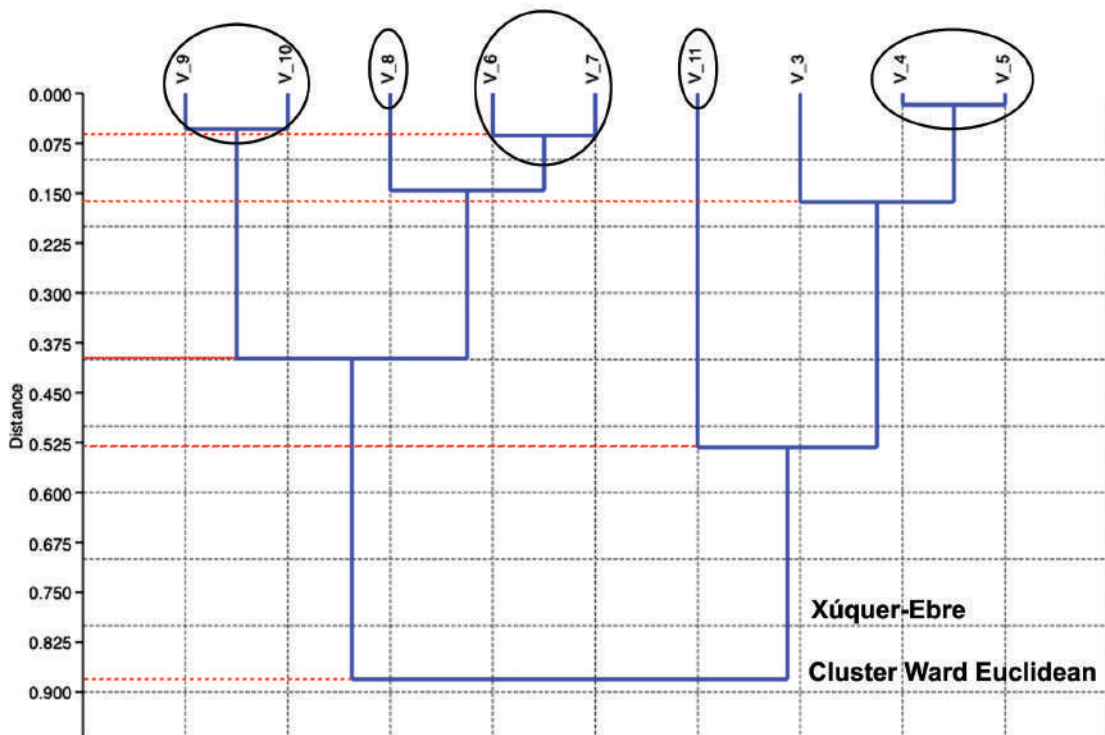 V_9
V_10
V_8
V_6
V_7
V_11
V_3
V_4
V_5
0.000
0.075
0.150
0.225
0.300
0.375
0.450
0.525
0.600
0.675
0.750
0.825
0.900
Distance
Xúquer-Ebre
Cluster Ward Euclidean